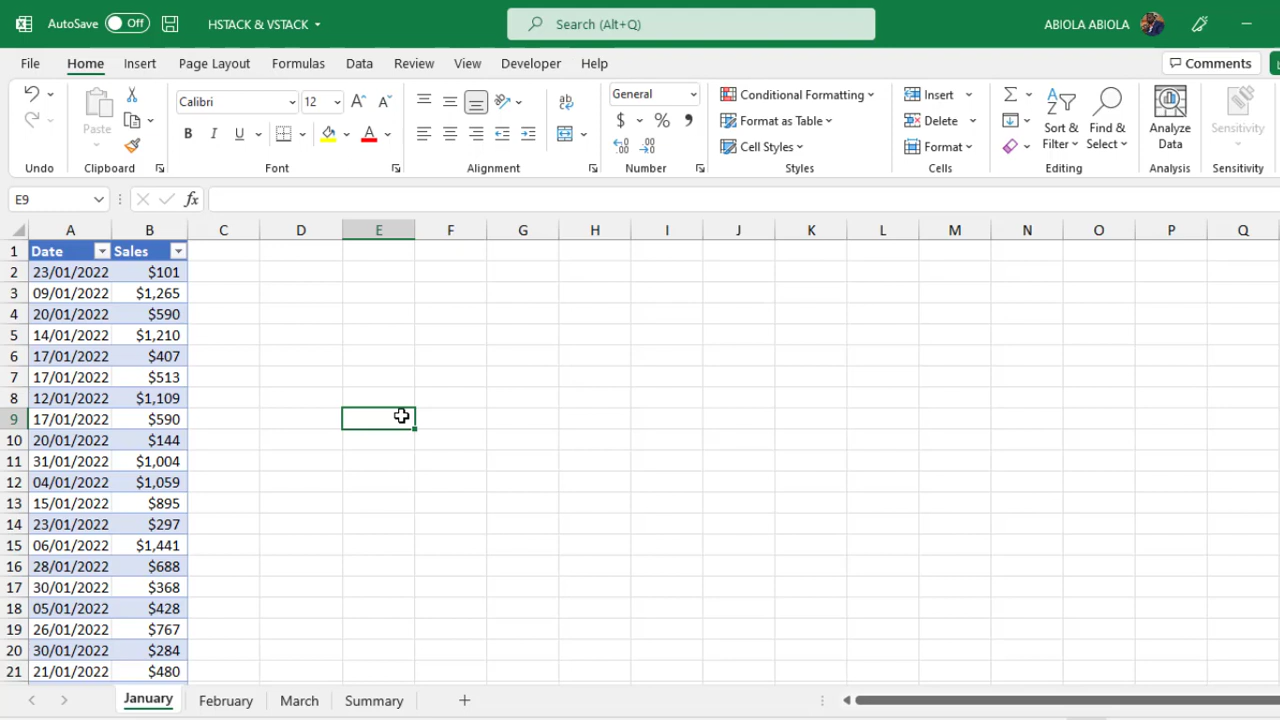 AutoSave Off HSTACK & VSTACK Search (Alt+Q) ABIOLA ABIOLA
File Home Insert Page Layout Formulas Data Review View Developer Help Comments
Calibri 12 General Conditional Formatting Insert
Paste Format as Table Delete Sort & Filter Find & Select Analyze Data Sensitivity
B I U A $ % Cell Styles Format
Undo Clipboard Font Alignment Number Styles Cells Editing Analysis Sensitivity
E9 fx
A B C D E F G H I J K L M N O P Q
1 Date Sales
2 23/01/2022 $101
3 09/01/2022 $1,265
4 20/01/2022 $590
5 14/01/2022 $1,210
6 17/01/2022 $407
7 17/01/2022 $513
8 12/01/2022 $1,109
9 17/01/2022 $590
10 20/01/2022 $144
11 31/01/2022 $1,004
12 04/01/2022 $1,059
13 15/01/2022 $895
14 23/01/2022 $297
15 06/01/2022 $1,441
16 28/01/2022 $688
17 30/01/2022 $368
18 05/01/2022 $428
19 26/01/2022 $767
20 30/01/2022 $284
21 21/01/2022 $480
January February March Summary